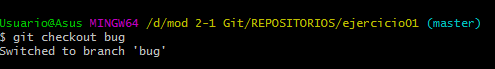 Usuario@Asus MINGW64 /d/mod 2-1 Git/REPOSITORIOS/ejercicio01 (master)
$ git checkout bug
Switched to branch 'bug'